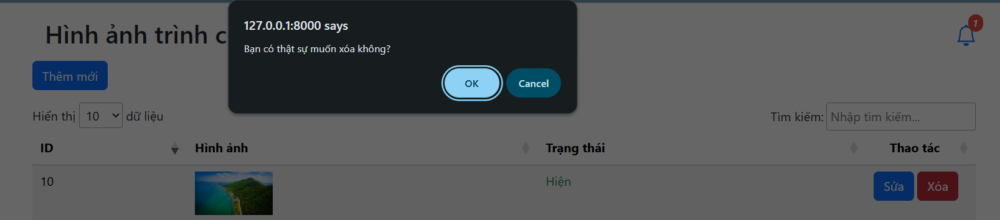 127.0.0.1:8000 says
Bạn có thật sự muốn xóa không?
OK Cancel
Hình ảnh trình c
1
Thêm mới
Hiển thị 10 dữ liệu
Tìm kiếm: Nhập tìm kiếm...
ID Hình ảnh Trạng thái Thao tác
10 Hiện Sửa Xóa